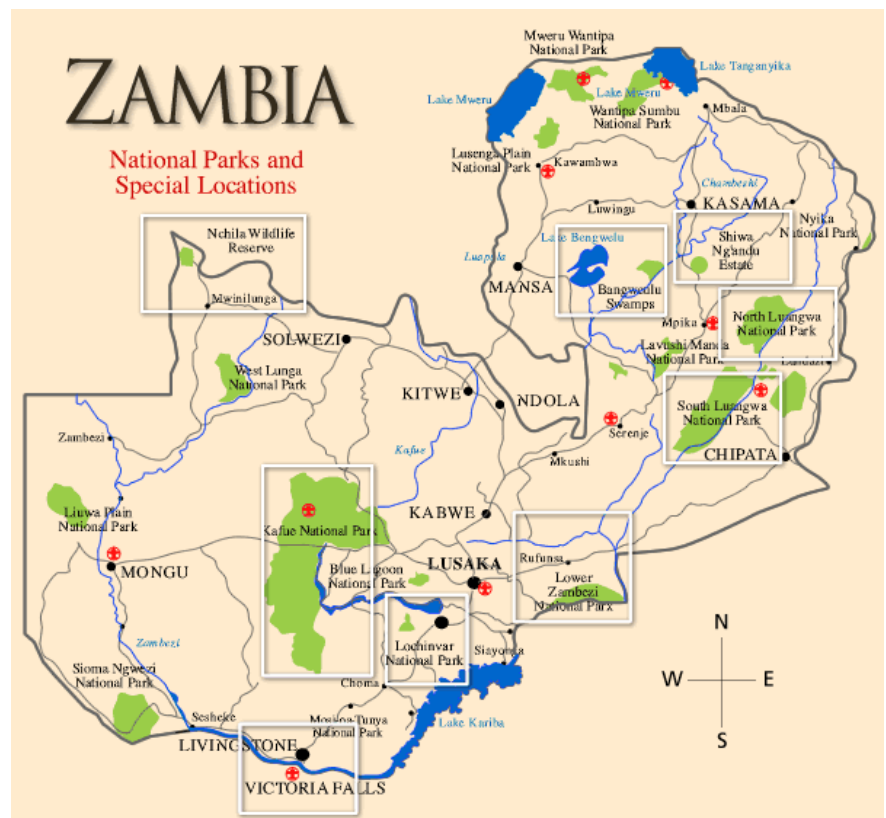 ZAMBIA
National Parks and
Special Locations
Mweru Wantipa
National Park
Lake Tanganyika
Lake Mweru
Lake Mweru
Wantipa Sumbu
National Park
Mbala
Lusenga Plain
National Park
Kawambwa
Chambeshi
KASAMA
Luwingu
Nyika
National Park
Nchila Wildlife
Reserve
Shiwa
Ng'andu
Estate
Lake Bengwelu
Luapula
MANSA
Bangweulu
Swamps
Mwinilunga
North Luangwa
National Park
Mpika
SOLWEZI
Lavushi Manda
National Park
Lundazi
West Lunga
National Park
KITWE
NDOLA
South Luangwa
National Park
Serenje
Zambezi
Kafue
Mkushi
CHIPATA
Liuwa Plain
National Park
Kafue National Park
KABWE
MONGU
Blue Lagoon
National Park
LUSAKA
Rufunsa
Lower
Zambezi
National Park
Zambezi
Lochinvar
National Park
Siayonga
N
W
E
S
Sioma Ngwezi
National Park
Choma
Sesheke
Mosi-oa-Tunya
National Park
Lake Kariba
LIVINGSTONE
VICTORIA FALLS